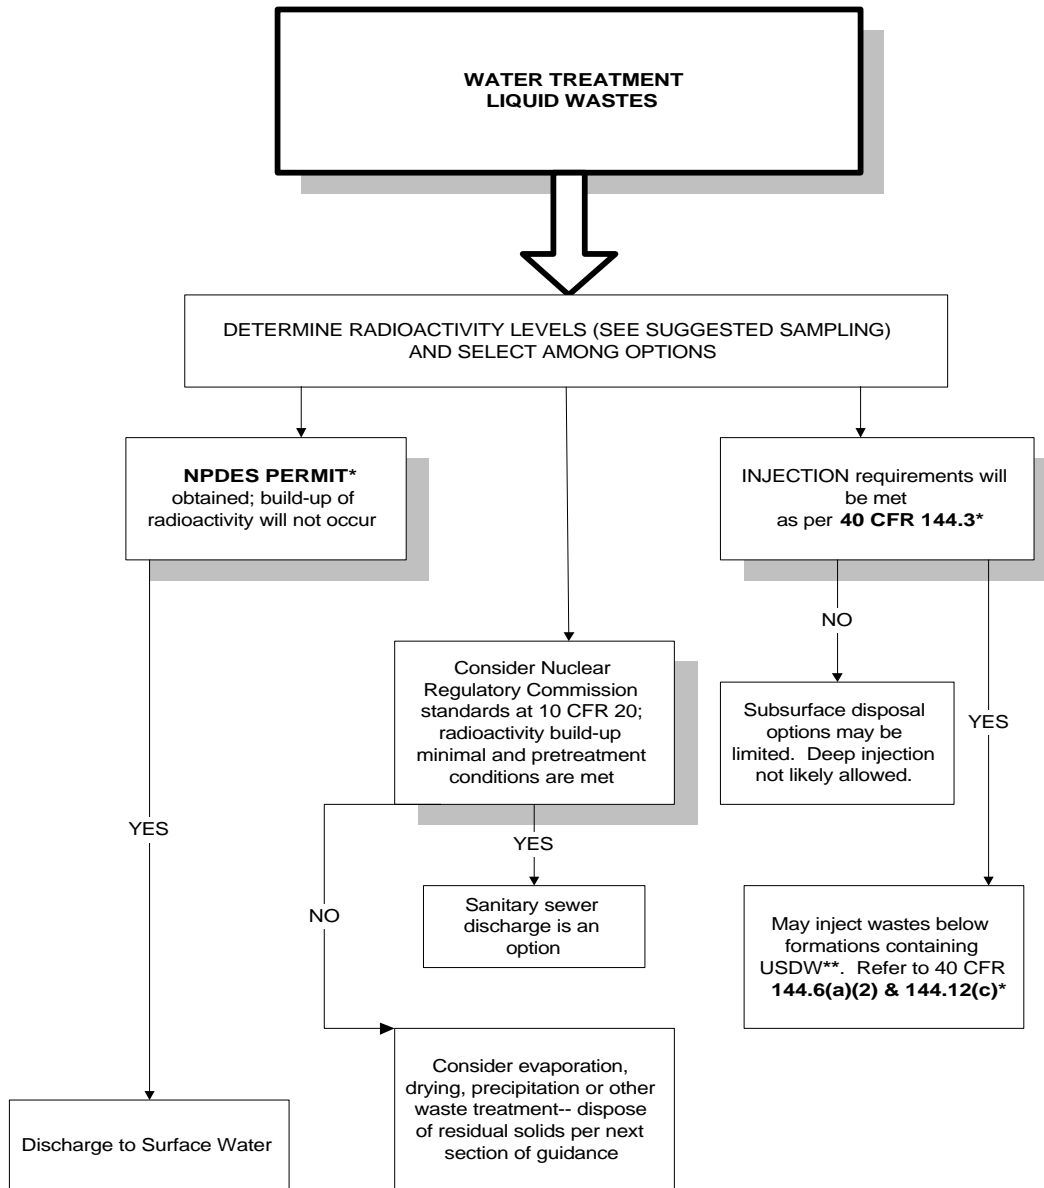 WATER TREATMENT
LIQUID WASTES
DETERMINE RADIOACTIVITY LEVELS (SEE SUGGESTED SAMPLING)
AND SELECT AMONG OPTIONS
NPDES PERMIT*
obtained; build-up of
radioactivity will not occur
INJECTION requirements will
be met
as per 40 CFR 144.3*
NO
Consider Nuclear
Regulatory Commission
standards at 10 CFR 20;
radioactivity build-up
minimal and pretreatment
conditions are met
Subsurface disposal
options may be
limited. Deep injection
not likely allowed.
YES
YES
YES
NO
Sanitary sewer
discharge is an
option
May inject wastes below
formations containing
USDW**. Refer to 40 CFR
144.6(a)(2) & 144.12(c)*
Consider evaporation,
drying, precipitation or other
waste treatment-- dispose
of residual solids per next
section of guidance
Discharge to Surface Water